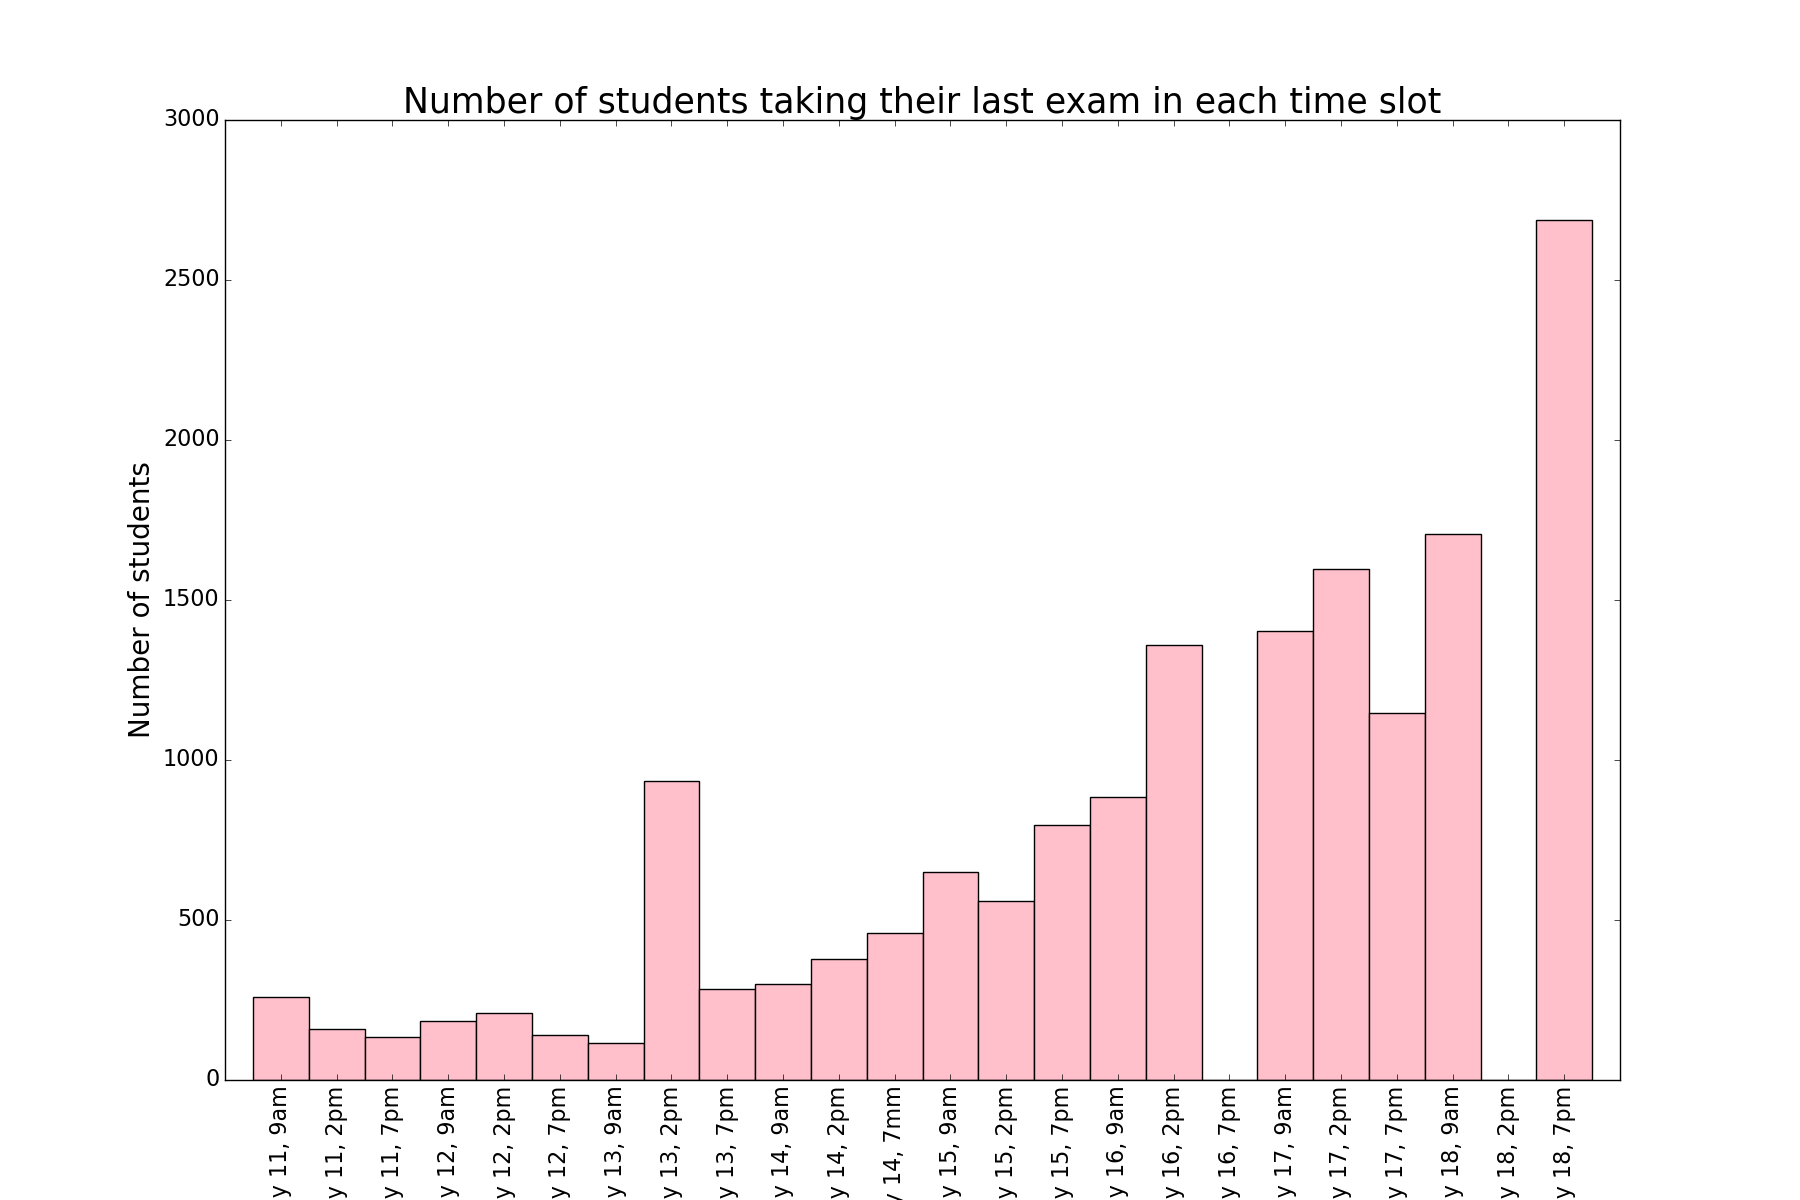 Number of students taking their last exam in each time slot
Number of students
3000
2500
2000
1500
1000
500
0
y 11, 9am
y 11, 2pm
y 11, 7pm
y 12, 9am
y 12, 2pm
y 12, 7pm
y 13, 9am
y 13, 2pm
y 13, 7pm
y 14, 9am
y 14, 2pm
y 14, 7mm
y 15, 9am
y 15, 2pm
y 15, 7pm
y 16, 9am
y 16, 2pm
y 16, 7pm
y 17, 9am
y 17, 2pm
y 17, 7pm
y 18, 9am
y 18, 2pm
y 18, 7pm